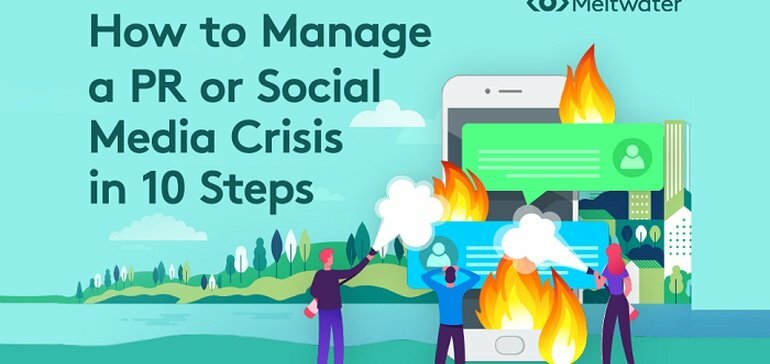 Meltwater
How to Manage
a PR or Social
Media Crisis
in 10 Steps